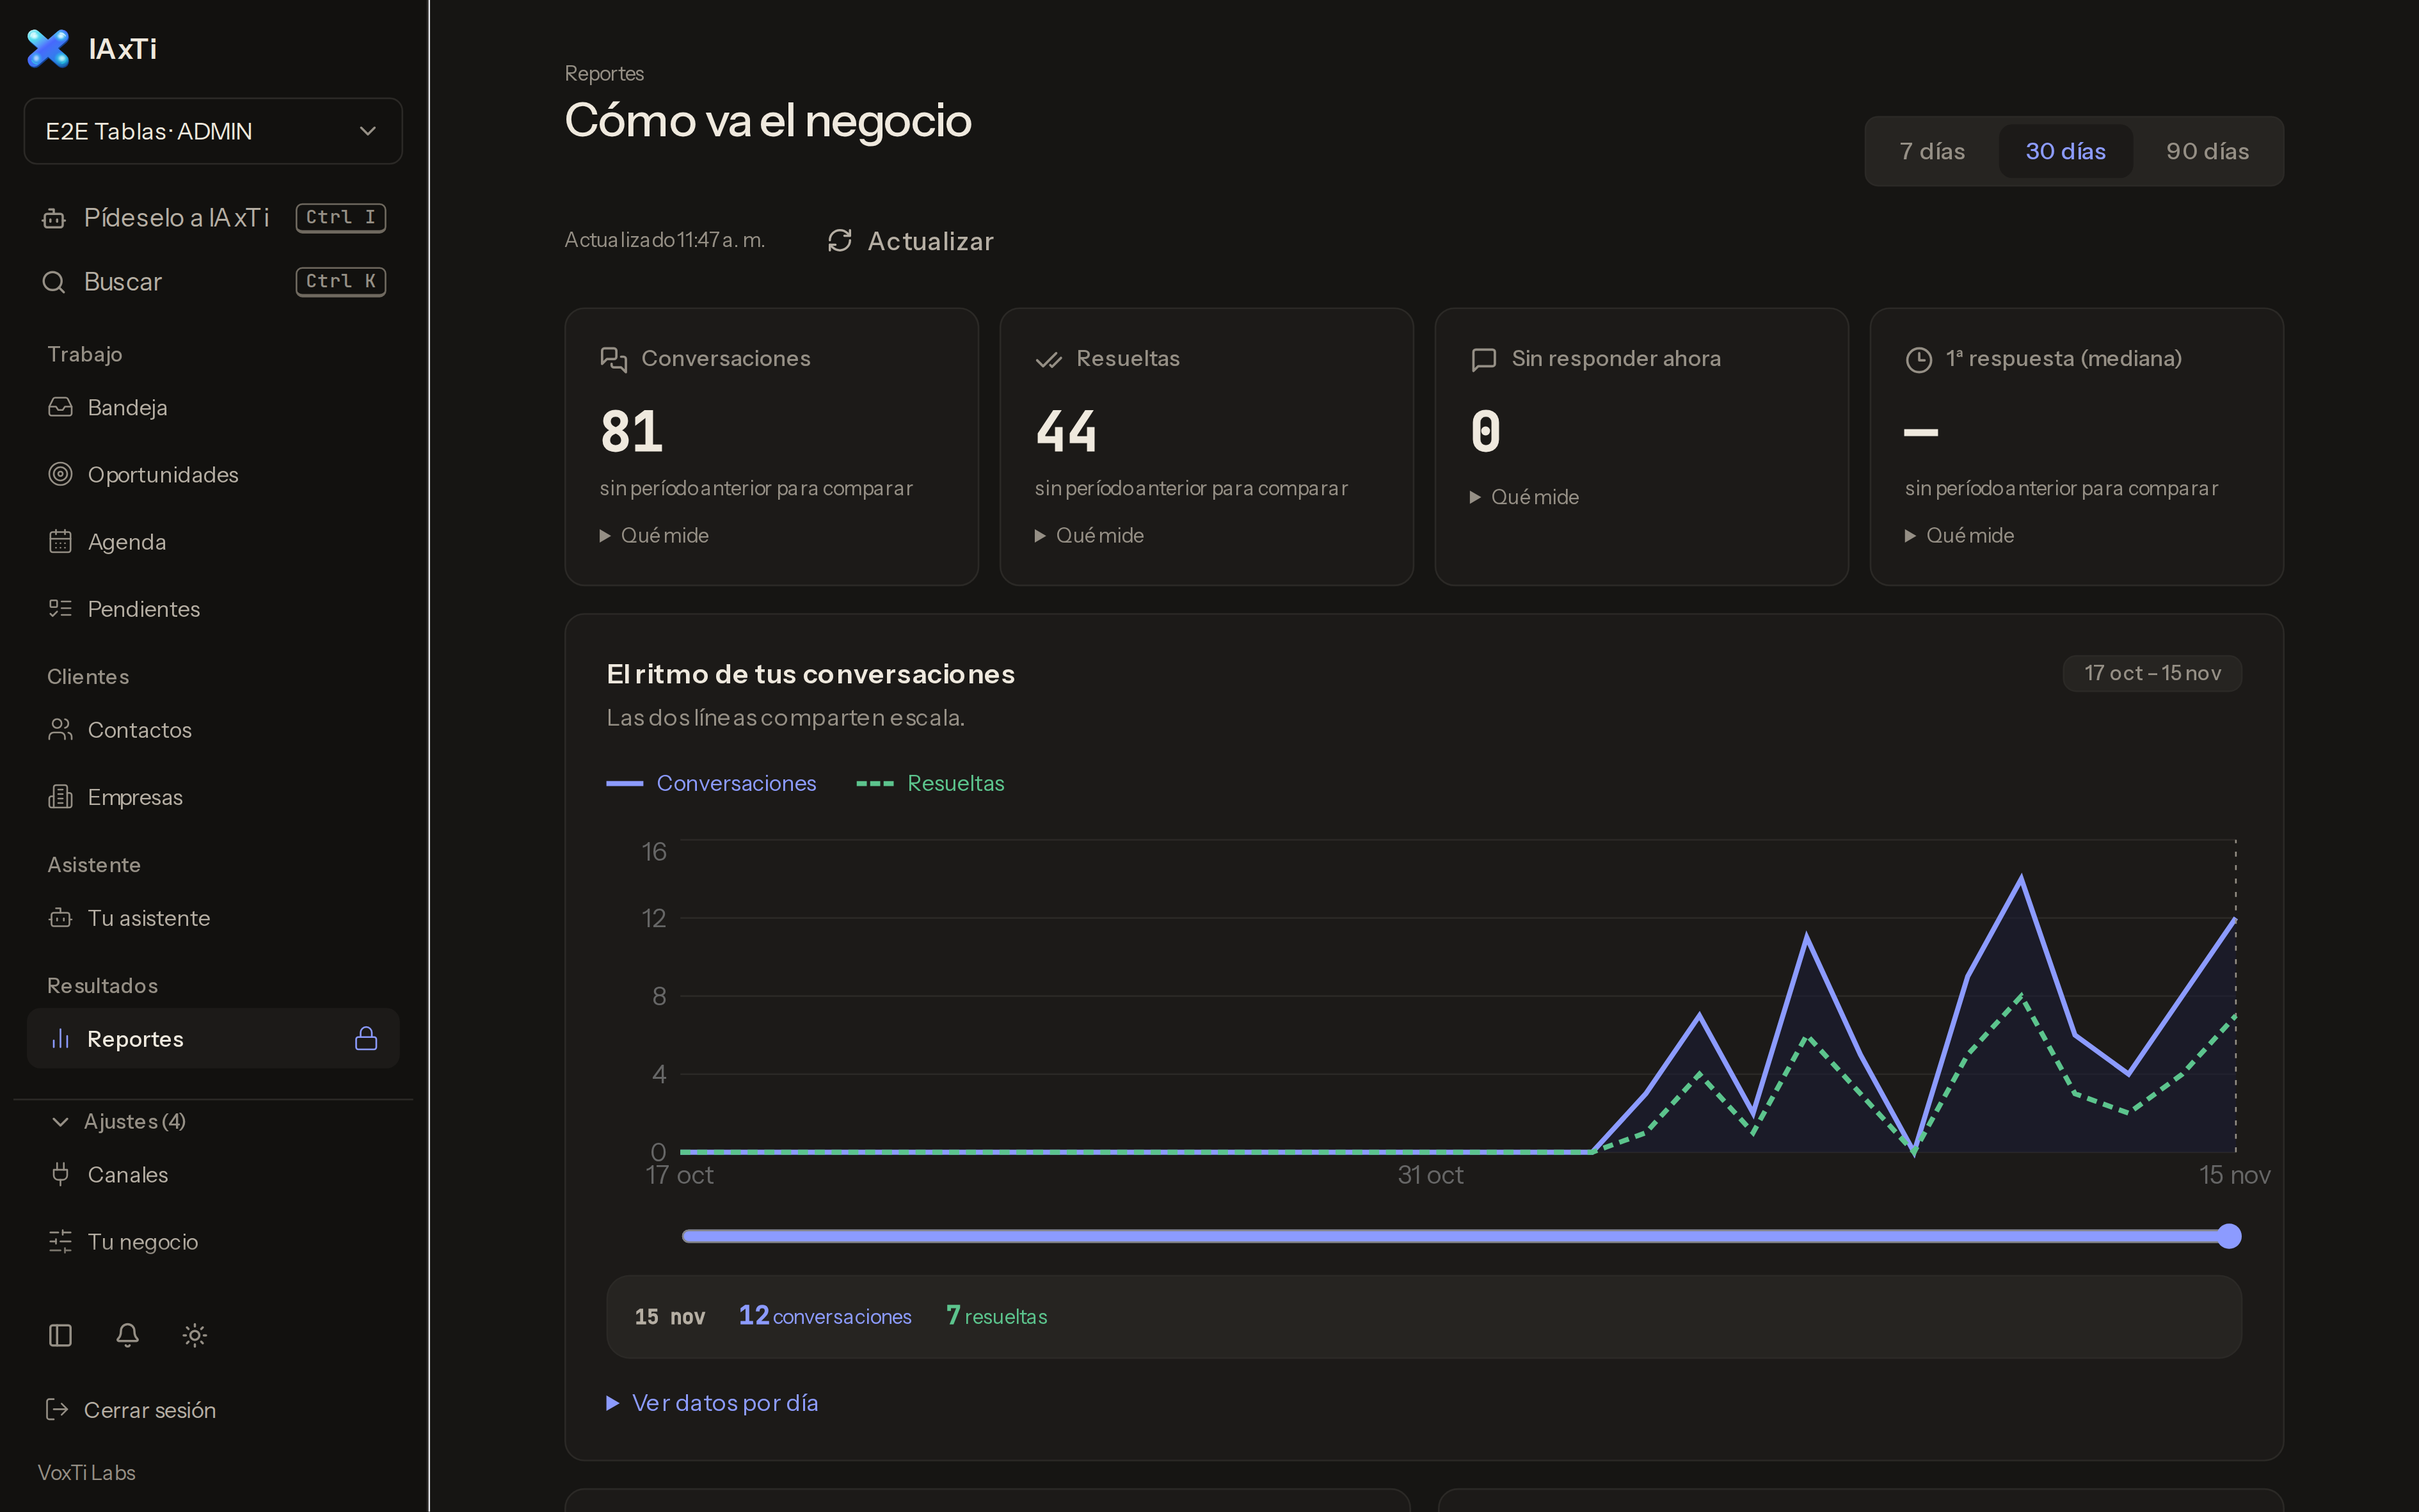 IAxTi
E2E Tablas · ADMIN
Pídeselo a IAxTi Ctrl I
Buscar Ctrl K
Trabajo
Bandeja
Oportunidades
Agenda
Pendientes
Clientes
Contactos
Empresas
Asistente
Tu asistente
Resultados
Reportes
Ajustes (4)
Canales
Tu negocio
Cerrar sesión
VoxTi Labs
Reportes
Cómo va el negocio
7 días 30 días 90 días
Actualizado 11:47 a. m. Actualizar
Conversaciones
81
sin período anterior para comparar
Qué mide
Resueltas
44
sin período anterior para comparar
Qué mide
Sin responder ahora
0
Qué mide
1ª respuesta (mediana)
—
sin período anterior para comparar
Qué mide
El ritmo de tus conversaciones
17 oct – 15 nov
Las dos líneas comparten escala.
Conversaciones Resueltas
16
12
8
4
0
17 oct 31 oct 15 nov
15 nov 12 conversaciones 7 resueltas
Ver datos por día